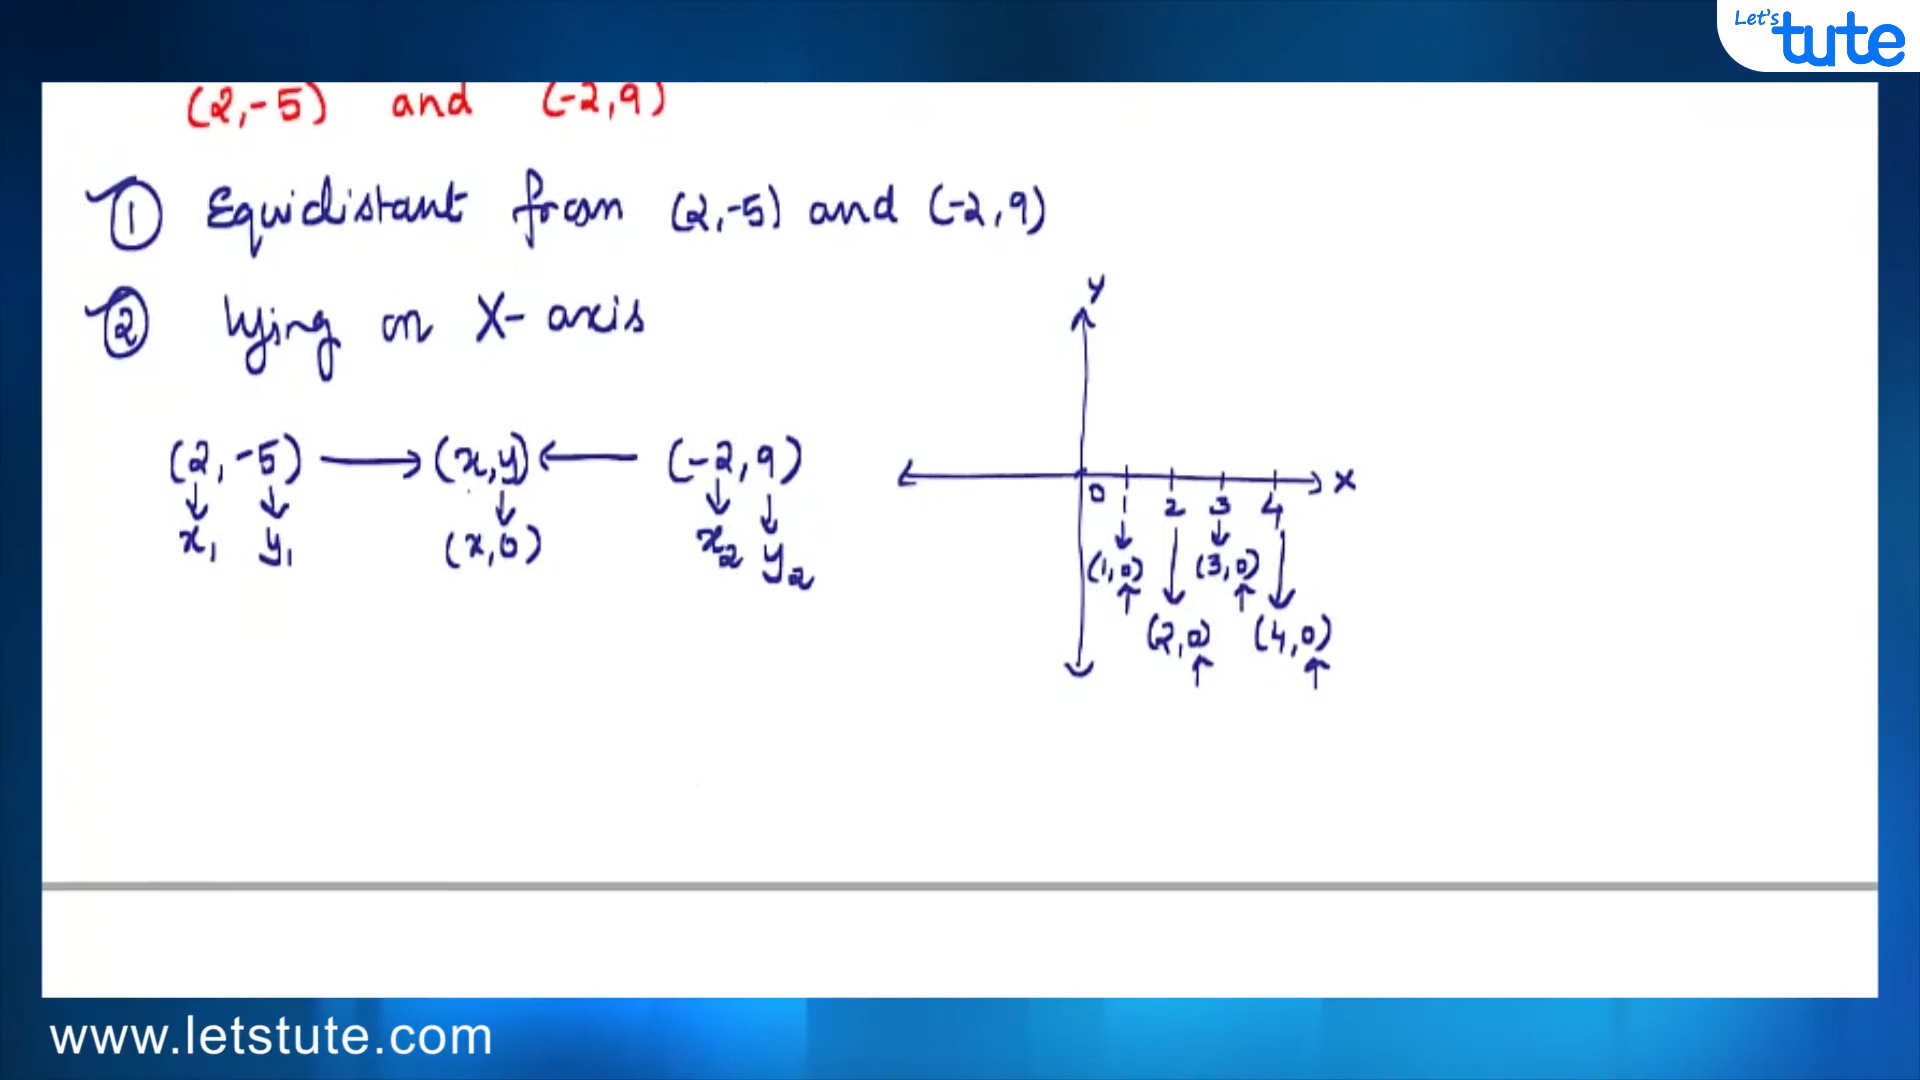 Let's
tute
(2,-5) and (-2,9)
1 Equidistant from (2,-5) and (-2,9)
2 lying on X-axis
Y
(2,-5) (x,y) (-2,9)
x₁ y₁ (x,0) x₂ y₂
X
0 1 2 3 4
(1,0) (3,0)
(2,0) (4,0)
www.letstute.com